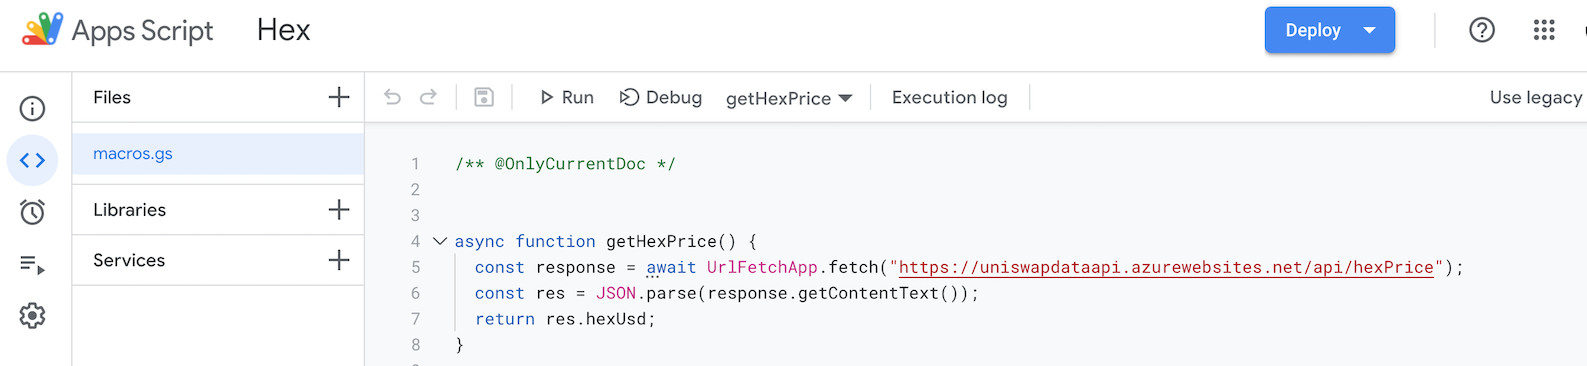 Apps Script Hex Deploy
Files Run Debug getHexPrice Execution log Use legacy
macros.gs
Libraries
Services
1 /** @OnlyCurrentDoc */
2
3
4 async function getHexPrice() {
5 const response = await UrlFetchApp.fetch("https://uniswapdataapi.azurewebsites.net/api/hexPrice");
6 const res = JSON.parse(response.getContentText());
7 return res.hexUsd;
8 }